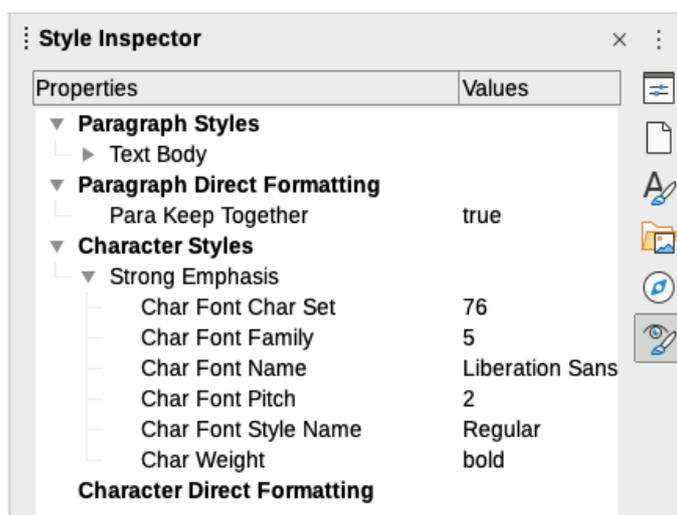 Style Inspector
Properties Values
Paragraph Styles
Text Body
Paragraph Direct Formatting
Para Keep Together true
Character Styles
Strong Emphasis
Char Font Char Set 76
Char Font Family 5
Char Font Name Liberation Sans
Char Font Pitch 2
Char Font Style Name Regular
Char Weight bold
Character Direct Formatting